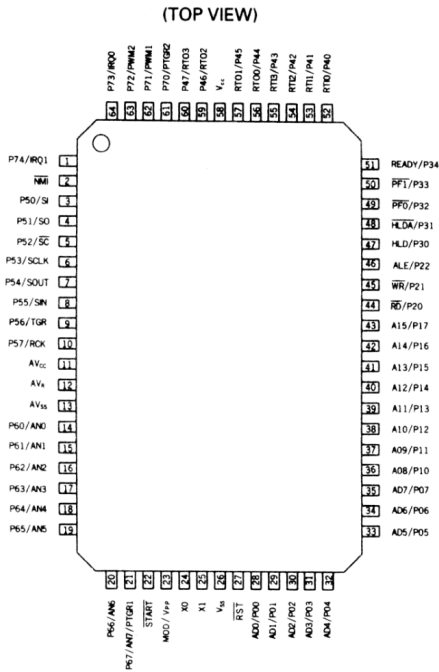 (TOP VIEW)
P73/IRQ0
P72/PWM2
P71/PWM1
P70/PTGR2
P47/RTO3
P46/RTO2
Vcc
RTO1/P45
RTO0/P44
RTI3/P43
RTI2/P42
RTI1/P41
RTI0/P40
64 63 62 61 60 59 58 57 56 55 54 53 52
P74/IRQ1 1
NMI 2
P50/SI 3
P51/SO 4
P52/SC 5
P53/SCLK 6
P54/SOUT 7
P55/SIN 8
P56/TGR 9
P57/RCK 10
AVcc 11
AVR 12
AVss 13
P60/AN0 14
P61/AN1 15
P62/AN2 16
P63/AN3 17
P64/AN4 18
P65/AN5 19
51 READY/P34
50 PF1/P33
49 PF0/P32
48 HLDA/P31
47 HLD/P30
46 ALE/P22
45 WR/P21
44 RD/P20
43 A15/P17
42 A14/P16
41 A13/P15
40 A12/P14
39 A11/P13
38 A10/P12
37 A09/P11
36 A08/P10
35 AD7/P07
34 AD6/P06
33 AD5/P05
20 21 22 23 24 25 26 27 28 29 30 31 32
P66/AN6
P67/AN7/PTGR1
START
MOD/VPP
X0
X1
Vss
RST
AD0/P00
AD1/P01
AD2/P02
AD3/P03
AD4/P04